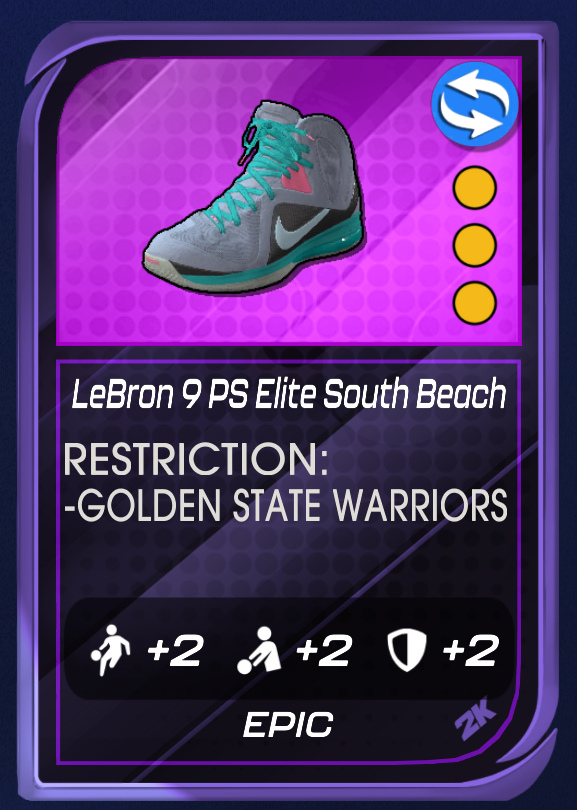 LeBron 9 PS Elite South Beach
RESTRICTION:
-GOLDEN STATE WARRIORS
+2 +2 +2
EPIC
2K